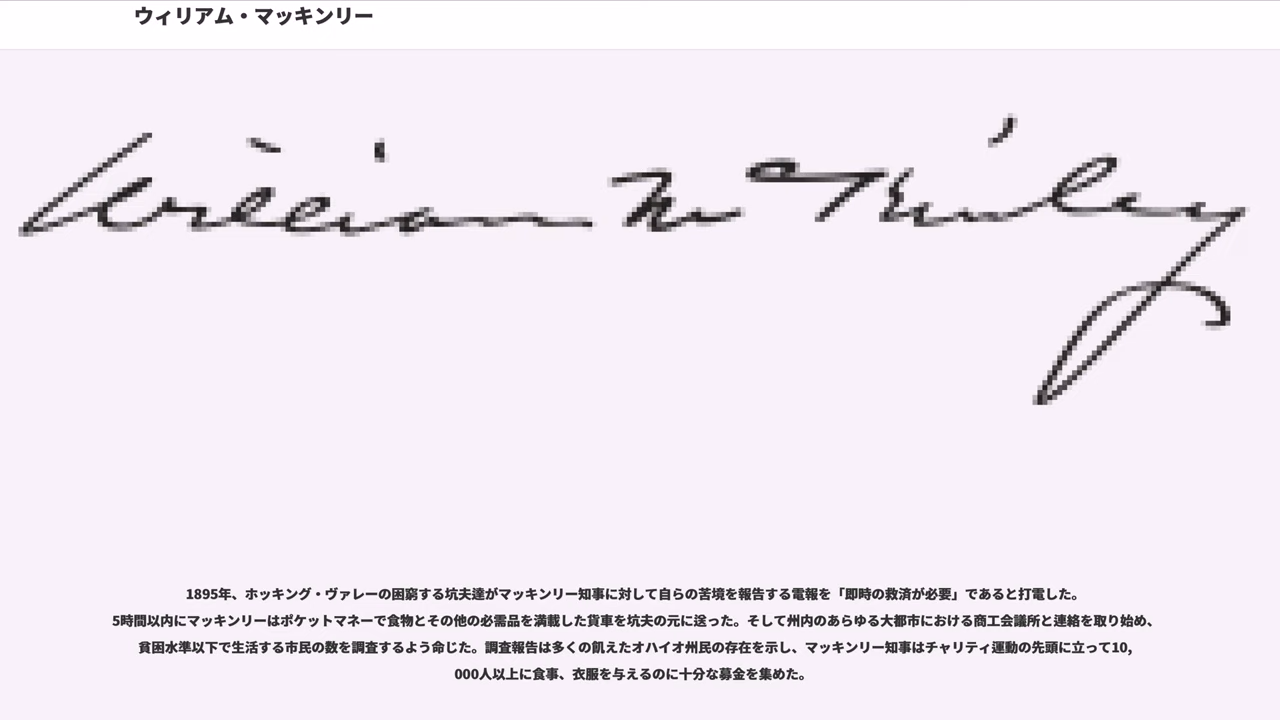 ウィリアム・マッキンリー
William McKinley
1895年、ホッキング・ヴァレーの困窮する坑夫達がマッキンリー知事に対して自らの苦境を報告する電報を「即時の救済が必要」であると打電した。
5時間以内にマッキンリーはポケットマネーで食物とその他の必需品を満載した貨車を坑夫の元に送った。そして州内のあらゆる大都市における商工会議所と連絡を取り始め、
貧困水準以下で生活する市民の数を調査するよう命じた。調査報告は多くの飢えたオハイオ州民の存在を示し、マッキンリー知事はチャリティ運動の先頭に立って10,
000人以上に食事、衣服を与えるのに十分な募金を集めた。